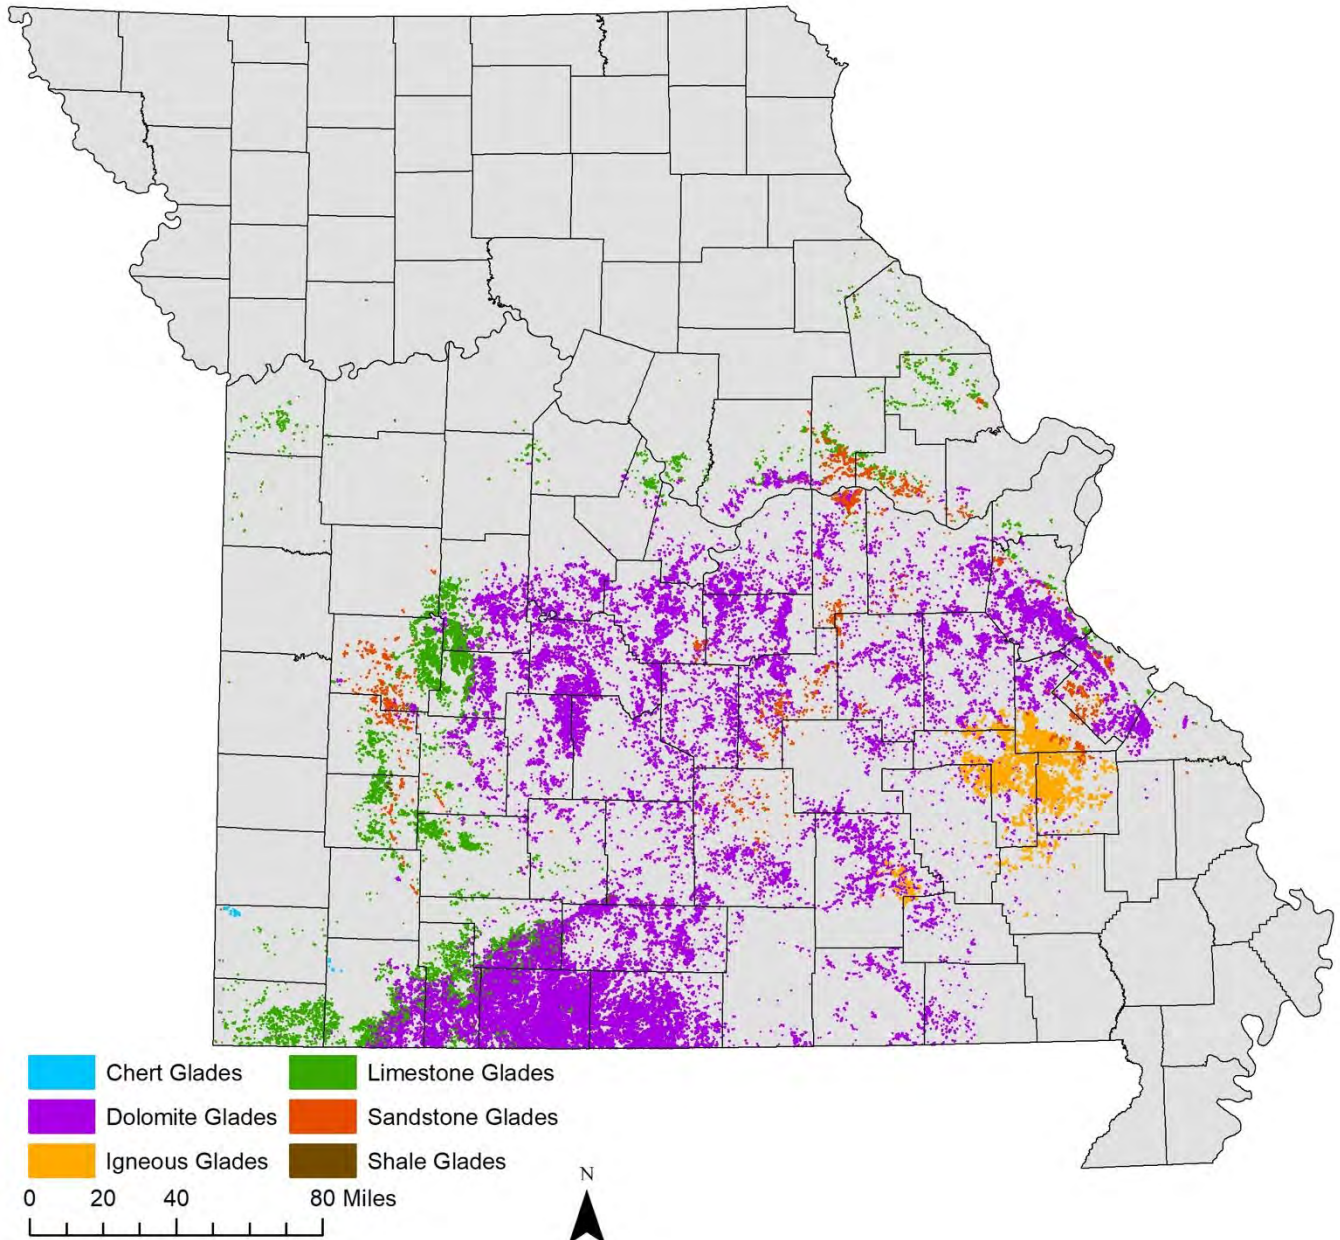 Chert Glades
Limestone Glades
Dolomite Glades
Sandstone Glades
Igneous Glades
Shale Glades
0 20 40 80 Miles
N